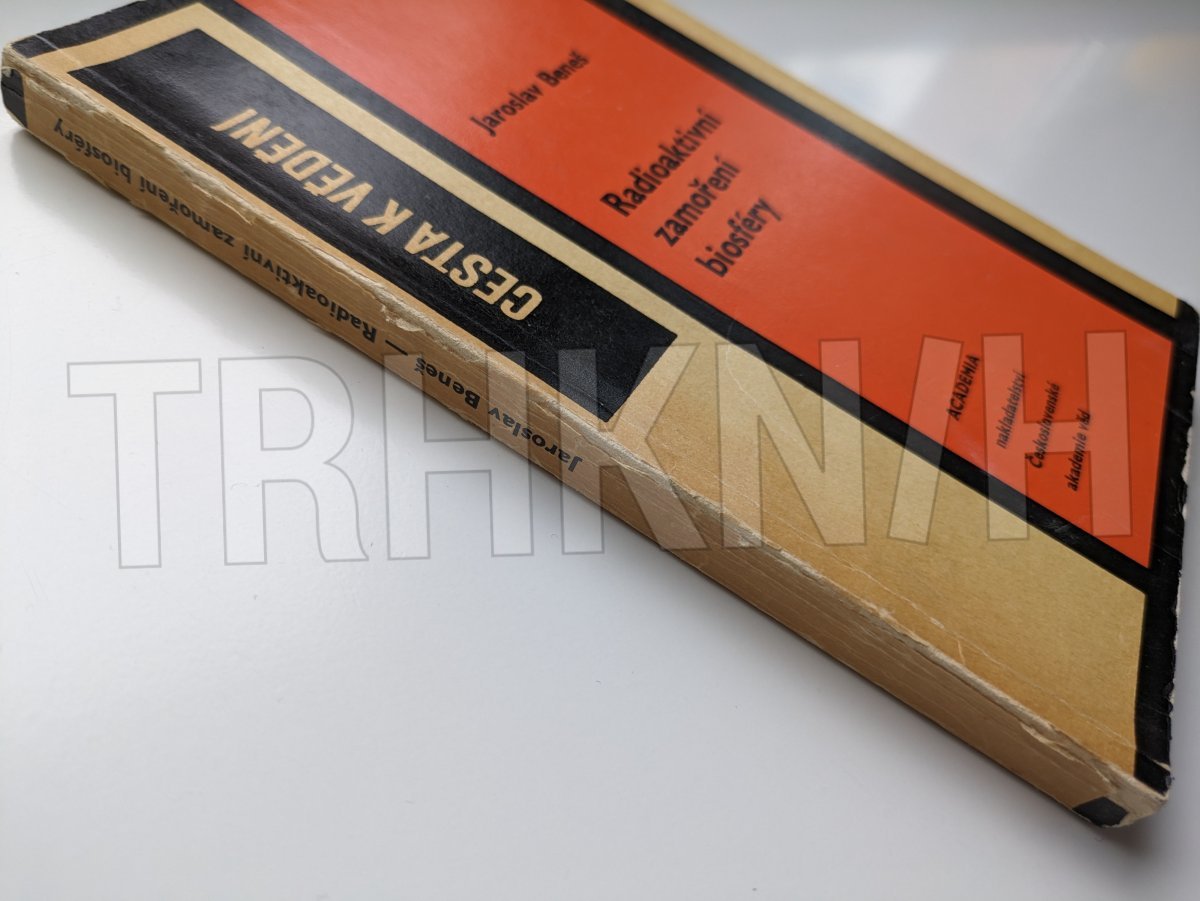 CESTA K VĚDĚNÍ
Jaroslav Beneš
Radioaktivní
zamoření
biosféry
ACADEMIA
nakladatelství
Československé
akademie věd
Jaroslav Beneš — Radioaktivní zamoření biosféry
TRHKNIH